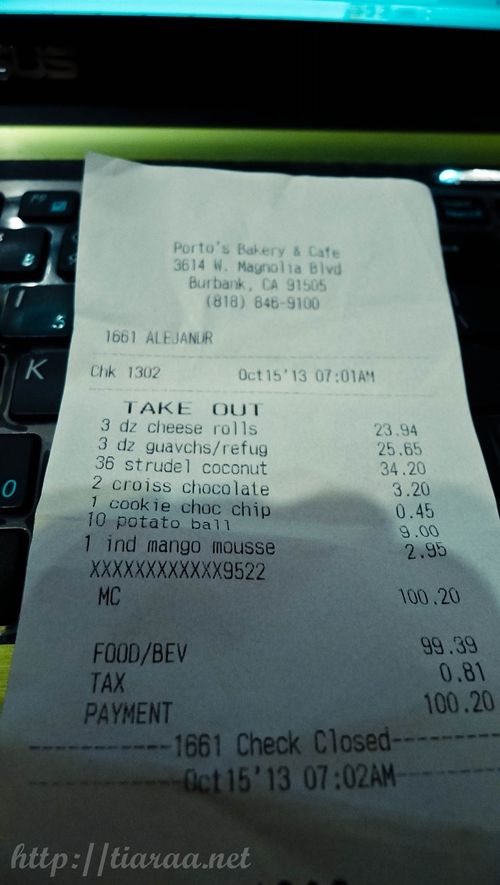 Porto's Bakery & Cafe
3614 W. Magnolia Blvd
Burbank, CA 91505
(818) 846-9100
1661 ALEJANDR
Chk 1302 Oct15'13 07:01AM
TAKE OUT
3 dz cheese rolls 23.94
3 dz guavchs/refug 25.65
36 strudel coconut 34.20
2 croiss chocolate 3.20
1 cookie choc chip 0.45
10 potato ball 9.00
1 ind mango mousse 2.95
XXXXXXXXXXXX9522
MC 100.20
FOOD/BEV 99.39
TAX 0.81
PAYMENT 100.20
1661 Check Closed
Oct15'13 07:02AM
K
http://tiaraa.net